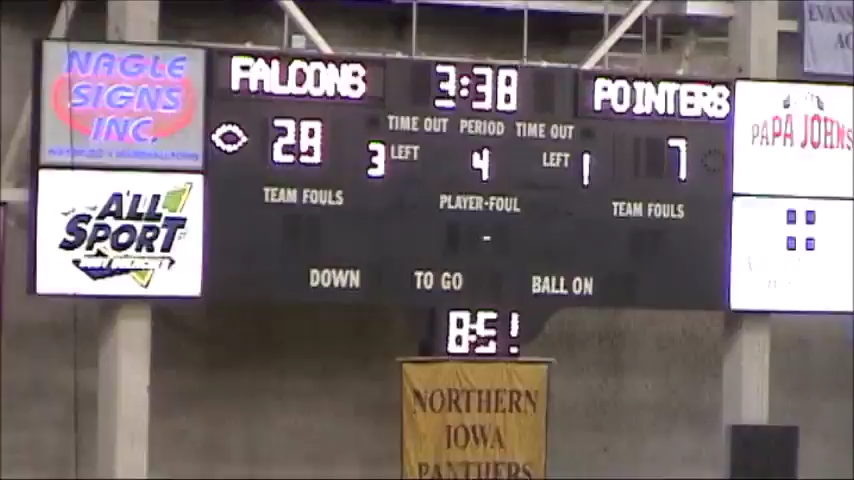 NAGLE
SIGNS
INC.
FALCONS
3:38
POINTERS
TIME OUT PERIOD TIME OUT
29
3
LEFT
4
LEFT
1
7
TEAM FOULS
PLAYER-FOUL
TEAM FOULS
-
DOWN
TO GO
BALL ON
8:51
ALL
SPORT
PAPA JOHNS
EVANS
NORTHERN
IOWA
PANTHERS